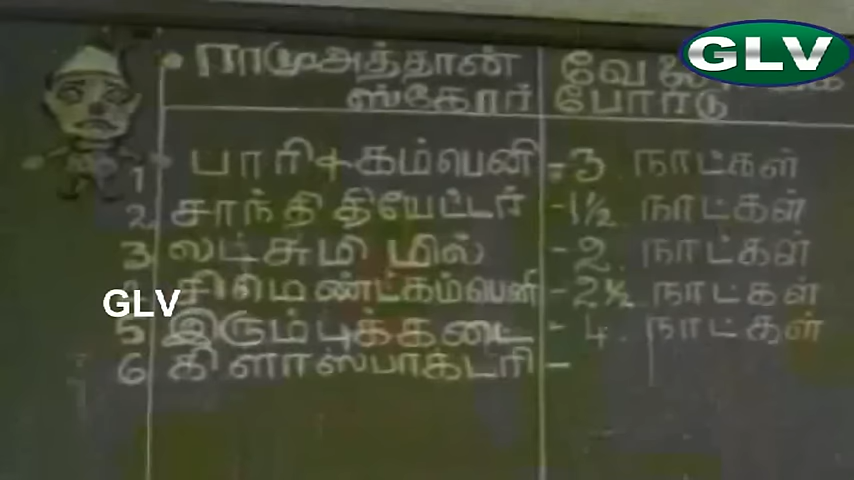 GLV
ராமு அத்தான் ஸ்கோர்
போர்டு
1 பாரி + கம்பெனி - 3 நாட்கள்
2. சாந்தி தியேட்டர் - 1½ நாட்கள்
3 லட்சுமி மில் - 2 நாட்கள்
சிமெண்ட் கம்பெனி - 2½ நாட்கள்
GLV
5 இரும்புக்கடை - 4 நாட்கள்
6 கிளாஸ்பாக்டரி -